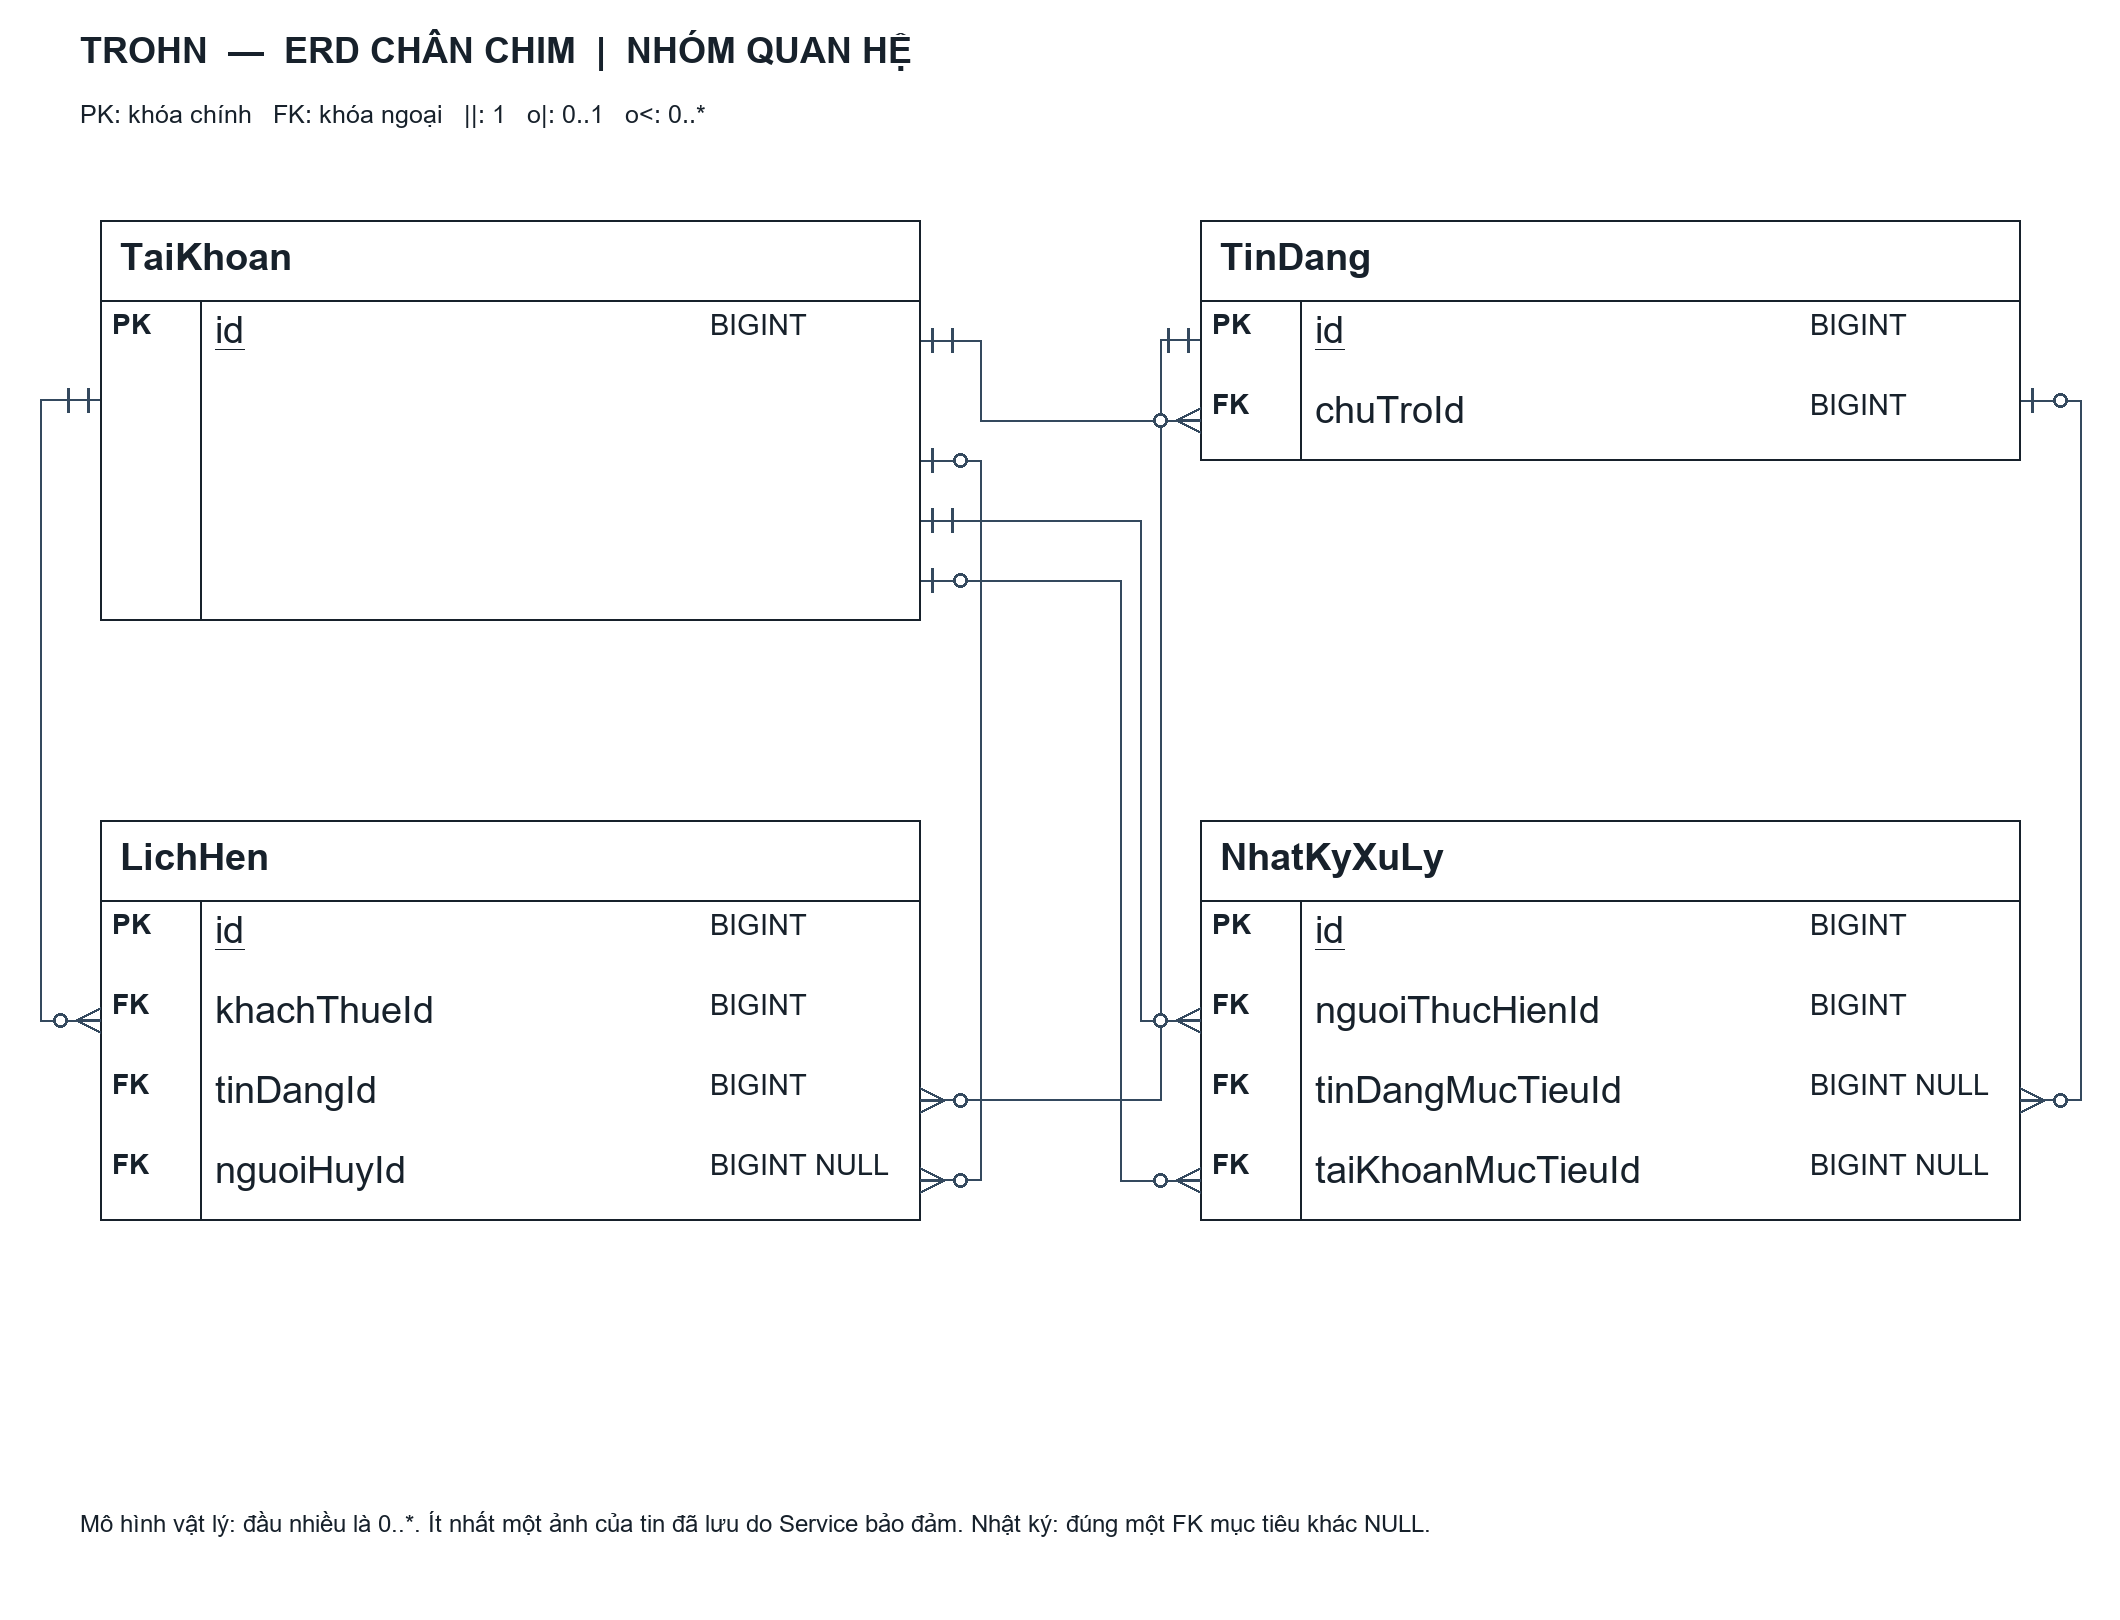 TROHN — ERD CHÂN CHIM | NHÓM QUAN HỆ
PK: khóa chính FK: khóa ngoại ||: 1 o|: 0..1 o<: 0..*
TaiKhoan
PK id BIGINT
TinDang
PK id BIGINT
FK chuTroId BIGINT
LichHen
PK id BIGINT
FK khachThueId BIGINT
FK tinDangId BIGINT
FK nguoiHuyId BIGINT NULL
NhatKyXuLy
PK id BIGINT
FK nguoiThucHienId BIGINT
FK tinDangMucTieuId BIGINT NULL
FK taiKhoanMucTieuId BIGINT NULL
Mô hình vật lý: đầu nhiều là 0..*. Ít nhất một ảnh của tin đã lưu do Service bảo đảm. Nhật ký: đúng một FK mục tiêu khác NULL.